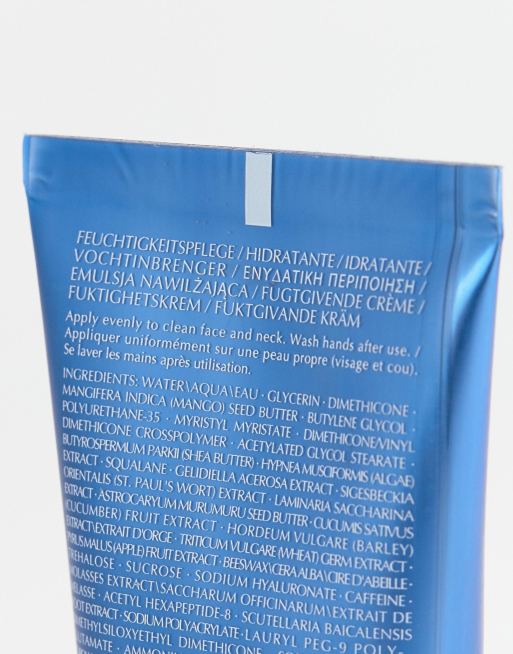 FEUCHTIGKEITSPFLEGE / HIDRATANTE / IDRATANTE /
VOCHTINBRENGER / ΕΝΥΔΑΤΙΚΗ ΠΕΡΙΠΟΙΗΣΗ /
EMULSJA NAWILŻAJĄCA / FUGTGIVENDE CRÈME /
FUKTIGHETSKREM / FUKTGIVANDE KRÄM
Apply evenly to clean face and neck. Wash hands after use. /
Appliquer uniformément sur une peau propre (visage et cou).
Se laver les mains après utilisation.
INGREDIENTS: WATER\AQUA\EAU · GLYCERIN · DIMETHICONE ·
MANGIFERA INDICA (MANGO) SEED BUTTER · BUTYLENE GLYCOL ·
POLYURETHANE-35 · MYRISTYL MYRISTATE · DIMETHICONE/VINYL
DIMETHICONE CROSSPOLYMER · ACETYLATED GLYCOL STEARATE ·
BUTYROSPERMUM PARKII (SHEA BUTTER) · HYPNEA MUSCIFORMIS (ALGAE)
EXTRACT · SQUALANE · GELIDIELLA ACEROSA EXTRACT · SIGESBECKIA
ORIENTALIS (ST. PAUL'S WORT) EXTRACT · LAMINARIA SACCHARINA
EXTRACT · ASTROCARYUM MURUMURU SEED BUTTER · CUCUMIS SATIVUS
(CUCUMBER) FRUIT EXTRACT · HORDEUM VULGARE (BARLEY)
EXTRACT\EXTRAIT D'ORGE · TRITICUM VULGARE (WHEAT) GERM EXTRACT ·
PYRUS MALUS (APPLE) FRUIT EXTRACT · BEESWAX\CERA ALBA\CIRE D'ABEILLE ·
TREHALOSE · SUCROSE · SODIUM HYALURONATE · CAFFEINE ·
MOLASSES EXTRACT\SACCHARUM OFFICINARUM\EXTRAIT DE
MELASSE · ACETYL HEXAPEPTIDE-8 · SCUTELLARIA BAICALENSIS
ROOT EXTRACT · SODIUM POLYACRYLATE · LAURYL PEG-9 POLY-
DIMETHYLSILOXYETHYL DIMETHICONE ·